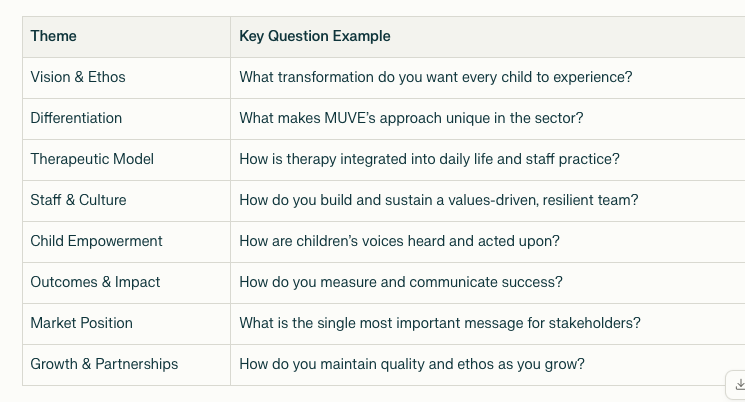 Theme Key Question Example
Vision & Ethos What transformation do you want every child to experience?
Differentiation What makes MUVE’s approach unique in the sector?
Therapeutic Model How is therapy integrated into daily life and staff practice?
Staff & Culture How do you build and sustain a values-driven, resilient team?
Child Empowerment How are children’s voices heard and acted upon?
Outcomes & Impact How do you measure and communicate success?
Market Position What is the single most important message for stakeholders?
Growth & Partnerships How do you maintain quality and ethos as you grow?